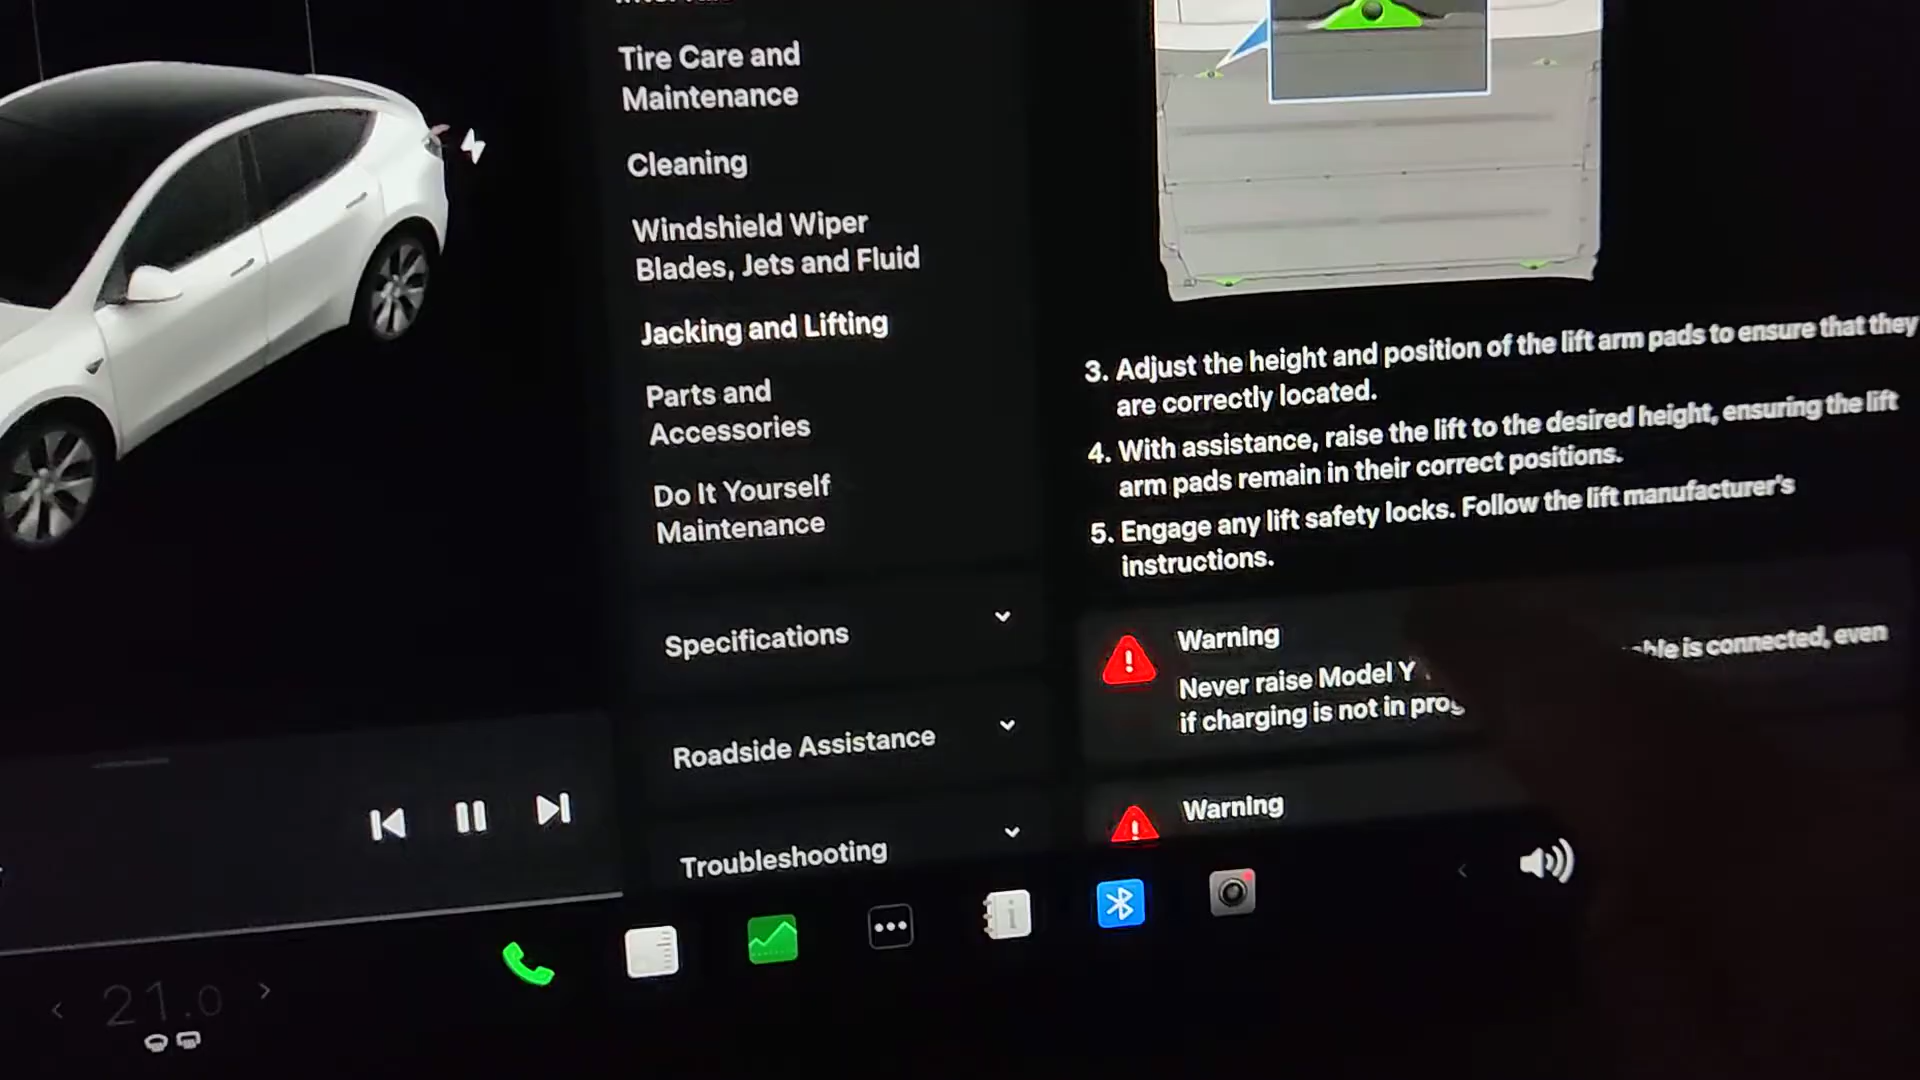 Tire Care and
Maintenance
Cleaning
Windshield Wiper
Blades, Jets and Fluid
Jacking and Lifting
Parts and
Accessories
Do It Yourself
Maintenance
Specifications
Roadside Assistance
Troubleshooting
3. Adjust the height and position of the lift arm pads to ensure that they
are correctly located.
4. With assistance, raise the lift to the desired height, ensuring the lift
arm pads remain in their correct positions.
5. Engage any lift safety locks. Follow the lift manufacturer's
instructions.
Warning
Never raise Model Y is connected, even
if charging is not in
Warning
21.0